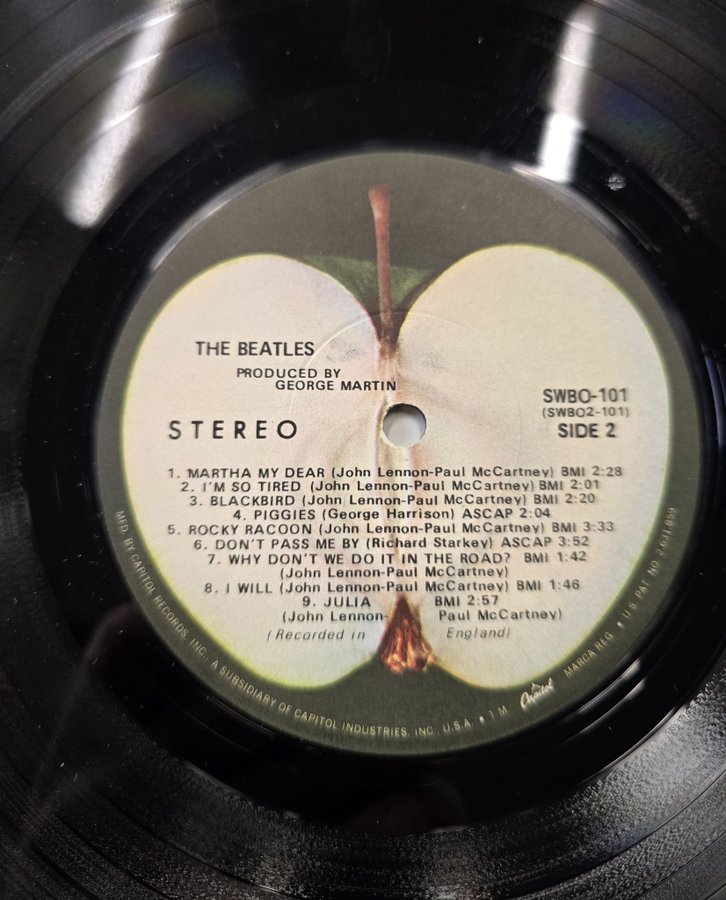 THE BEATLES
PRODUCED BY
GEORGE MARTIN
STEREO
SWBO-101
(SWBO2-101)
SIDE 2
1. MARTHA MY DEAR (John Lennon-Paul McCartney) BMI 2:28
2. I'M SO TIRED (John Lennon-Paul McCartney) BMI 2:01
3. BLACKBIRD (John Lennon-Paul McCartney) BMI 2:20
4. PIGGIES (George Harrison) ASCAP 2:04
5. ROCKY RACOON (John Lennon-Paul McCartney) BMI 3:33
6. DON'T PASS ME BY (Richard Starkey) ASCAP 3:52
7. WHY DON'T WE DO IT IN THE ROAD? BMI 1:42
(John Lennon-Paul McCartney)
8. I WILL (John Lennon-Paul McCartney) BMI 1:46
9. JULIA BMI 2:57
(John Lennon- Paul McCartney)
(Recorded in England)
MFD. BY CAPITOL RECORDS, INC., A SUBSIDIARY OF CAPITOL INDUSTRIES, INC., U.S.A. • T M Capitol MARCA REG. • U.S. PAT. NO. 2,631,859